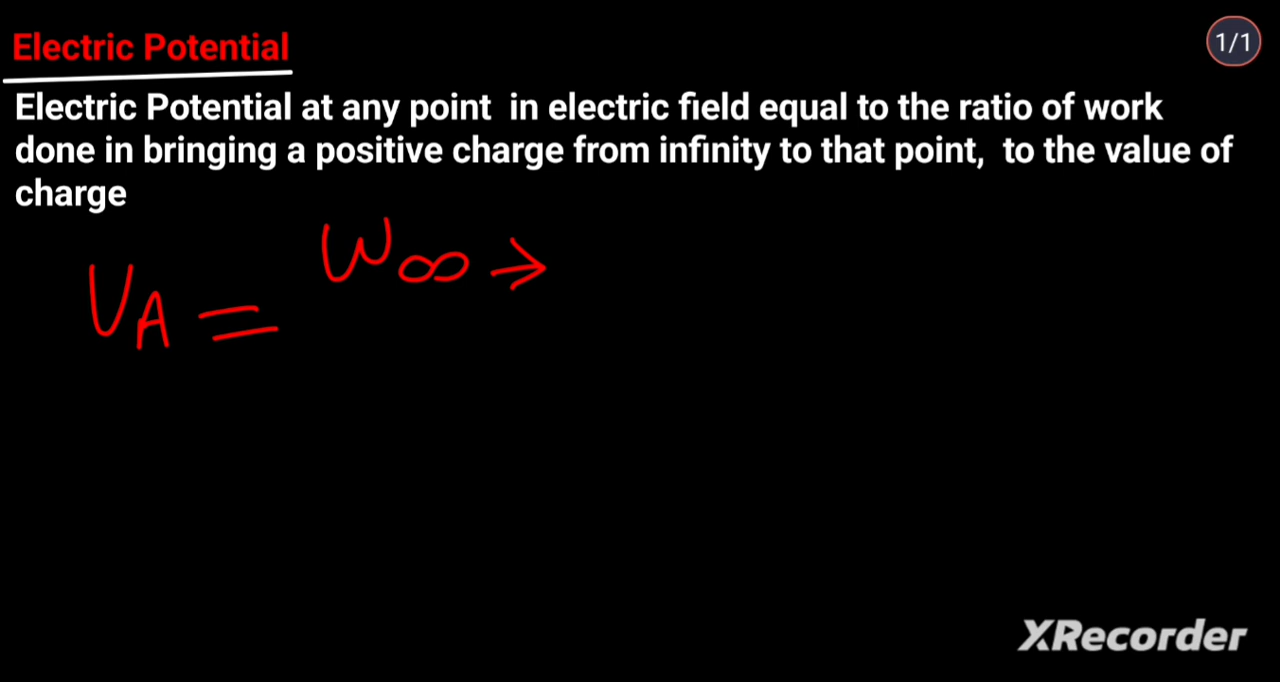 Electric Potential
1/1
Electric Potential at any point in electric field equal to the ratio of work
done in bringing a positive charge from infinity to that point, to the value of
charge
W∞→
VA =
XRecorder